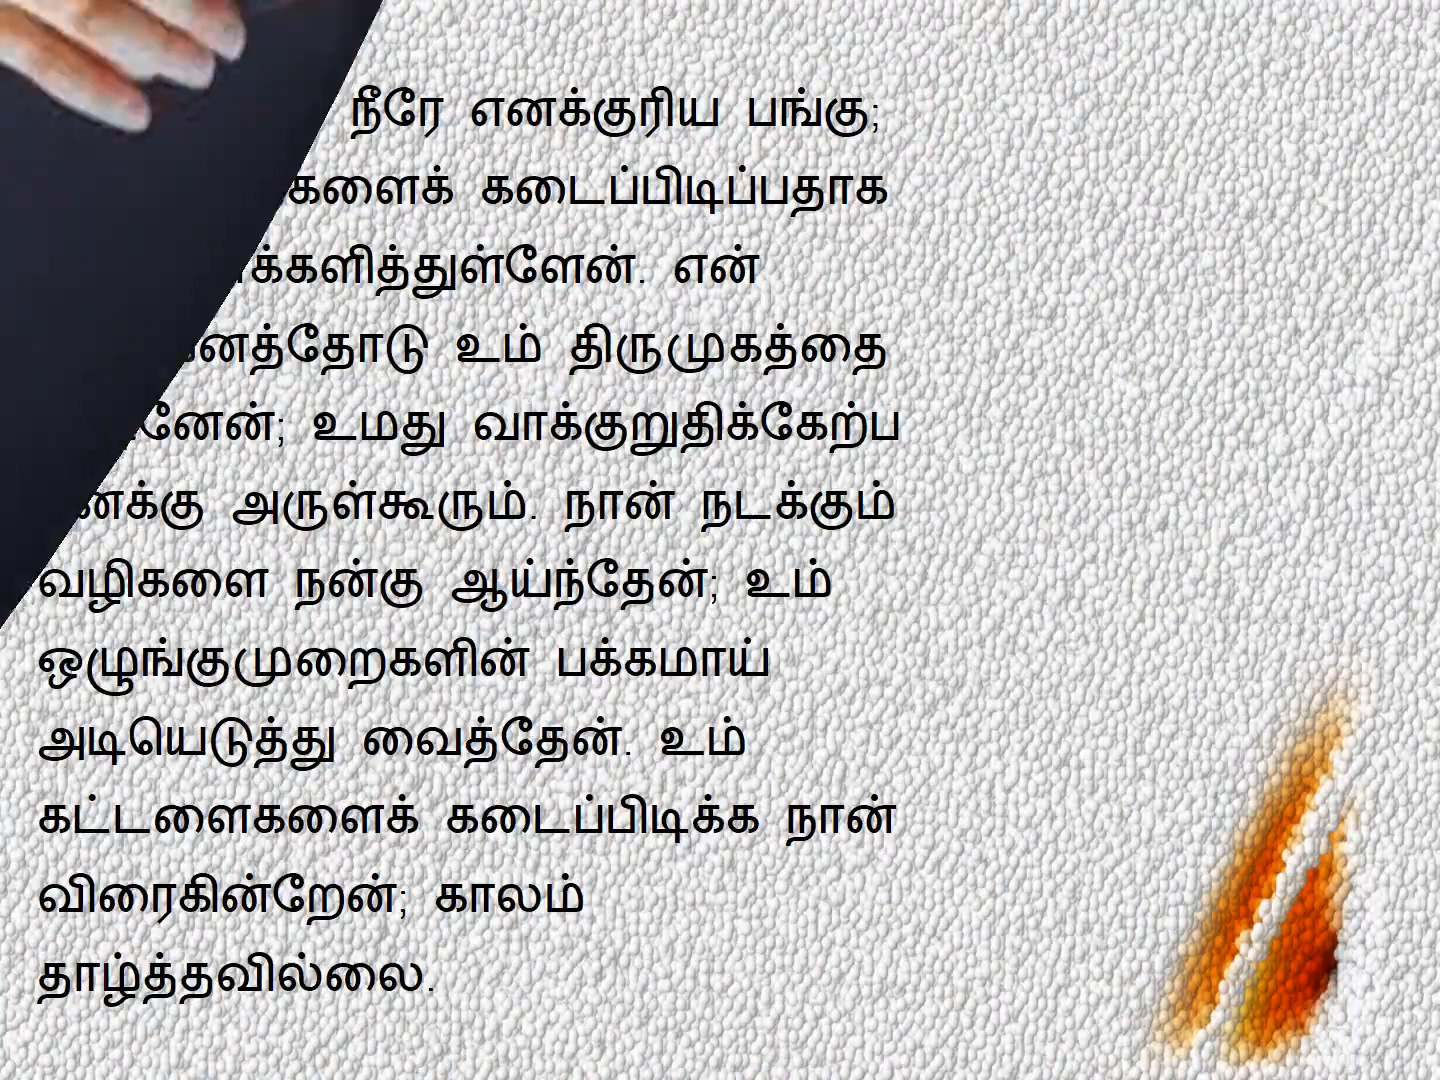 நீரே எனக்குரிய பங்கு;
களைக் கடைப்பிடிப்பதாக
க்களித்துள்ளேன். என்
னத்தோடு உம் திருமுகத்தை
னேன்; உமது வாக்குறுதிக்கேற்ப
னக்கு அருள்கூரும். நான் நடக்கும்
வழிகளை நன்கு ஆய்ந்தேன்; உம்
ஒழுங்குமுறைகளின் பக்கமாய்
அடியெடுத்து வைத்தேன். உம்
கட்டளைகளைக் கடைப்பிடிக்க நான்
விரைகின்றேன்; காலம்
தாழ்த்தவில்லை.